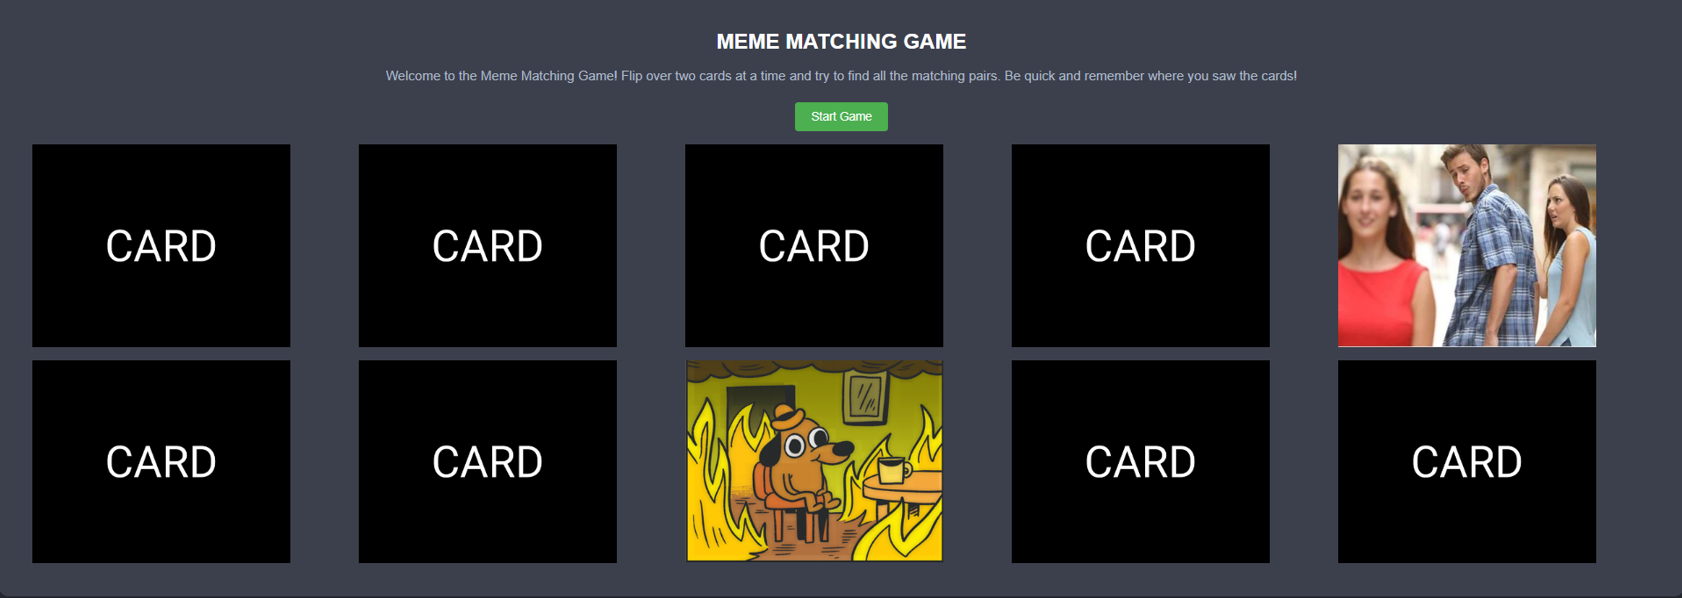 MEME MATCHING GAME
Welcome to the Meme Matching Game! Flip over two cards at a time and try to find all the matching pairs. Be quick and remember where you saw the cards!
Start Game
CARD
CARD
CARD
CARD
CARD
CARD
CARD
CARD